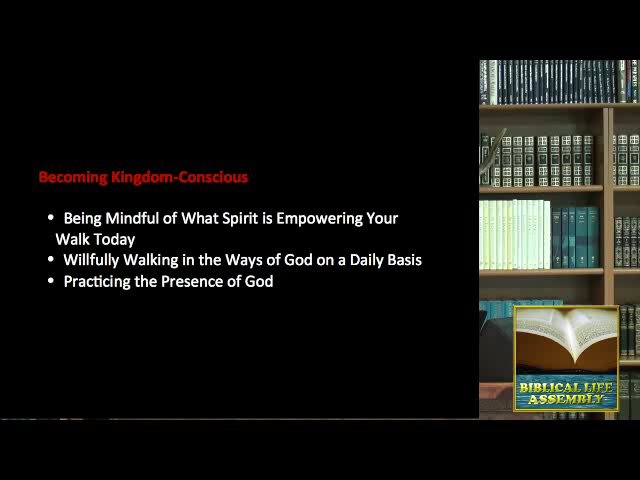 Becoming Kingdom-Conscious
• Being Mindful of What Spirit is Empowering Your
Walk Today
• Willfully Walking in the Ways of God on a Daily Basis
• Practicing the Presence of God
BIBLICAL LIFE
ASSEMBLY